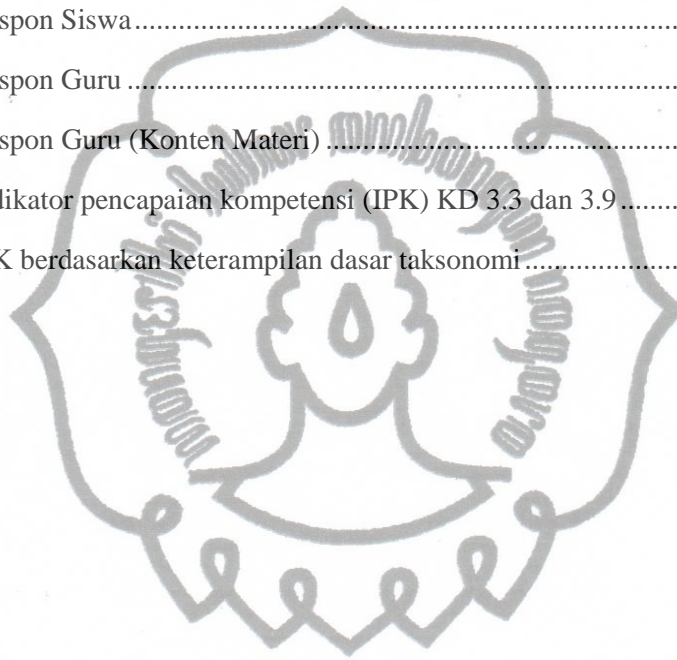 spon Siswa....................................................................................
spon Guru .....................................................................................
spon Guru (Konten Materi) .........................................................
dikator pencapaian kompetensi (IPK) KD 3.3 dan 3.9.........
K berdasarkan keterampilan dasar taksonomi........................